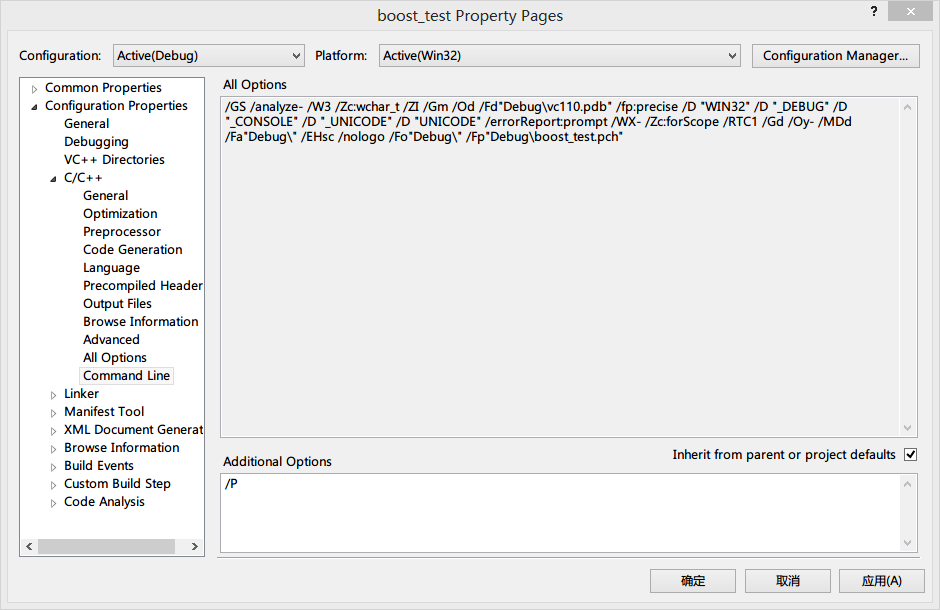 boost_test Property Pages
?
Configuration: Active(Debug) Platform: Active(Win32) Configuration Manager...
Common Properties
Configuration Properties
General
Debugging
VC++ Directories
C/C++
General
Optimization
Preprocessor
Code Generation
Language
Precompiled Header
Output Files
Browse Information
Advanced
All Options
Command Line
Linker
Manifest Tool
XML Document Generat
Browse Information
Build Events
Custom Build Step
Code Analysis
All Options
/GS /analyze- /W3 /Zc:wchar_t /ZI /Gm /Od /Fd"Debug\vc110.pdb" /fp:precise /D "WIN32" /D "_DEBUG" /D
"_CONSOLE" /D "_UNICODE" /D "UNICODE" /errorReport:prompt /WX- /Zc:forScope /RTC1 /Gd /Oy- /MDd
/Fa"Debug\" /EHsc /nologo /Fo"Debug\" /Fp"Debug\boost_test.pch"
Inherit from parent or project defaults
Additional Options
/P
确定 取消 应用(A)